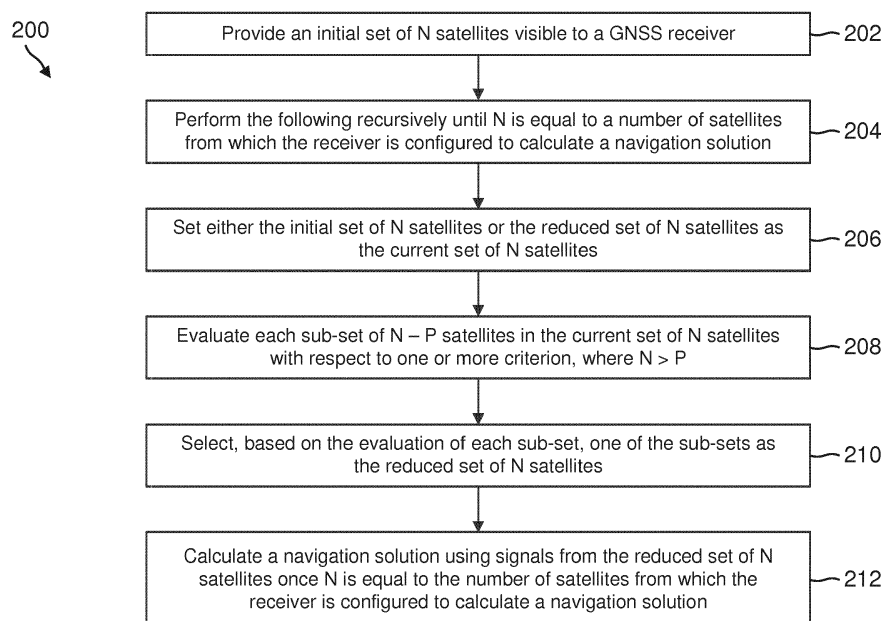 200
Provide an initial set of N satellites visible to a GNSS receiver
202
Perform the following recursively until N is equal to a number of satellites
from which the receiver is configured to calculate a navigation solution
204
Set either the initial set of N satellites or the reduced set of N satellites as
the current set of N satellites
206
Evaluate each sub-set of N – P satellites in the current set of N satellites
with respect to one or more criterion, where N > P
208
Select, based on the evaluation of each sub-set, one of the sub-sets as
the reduced set of N satellites
210
Calculate a navigation solution using signals from the reduced set of N
satellites once N is equal to the number of satellites from which the
receiver is configured to calculate a navigation solution
212